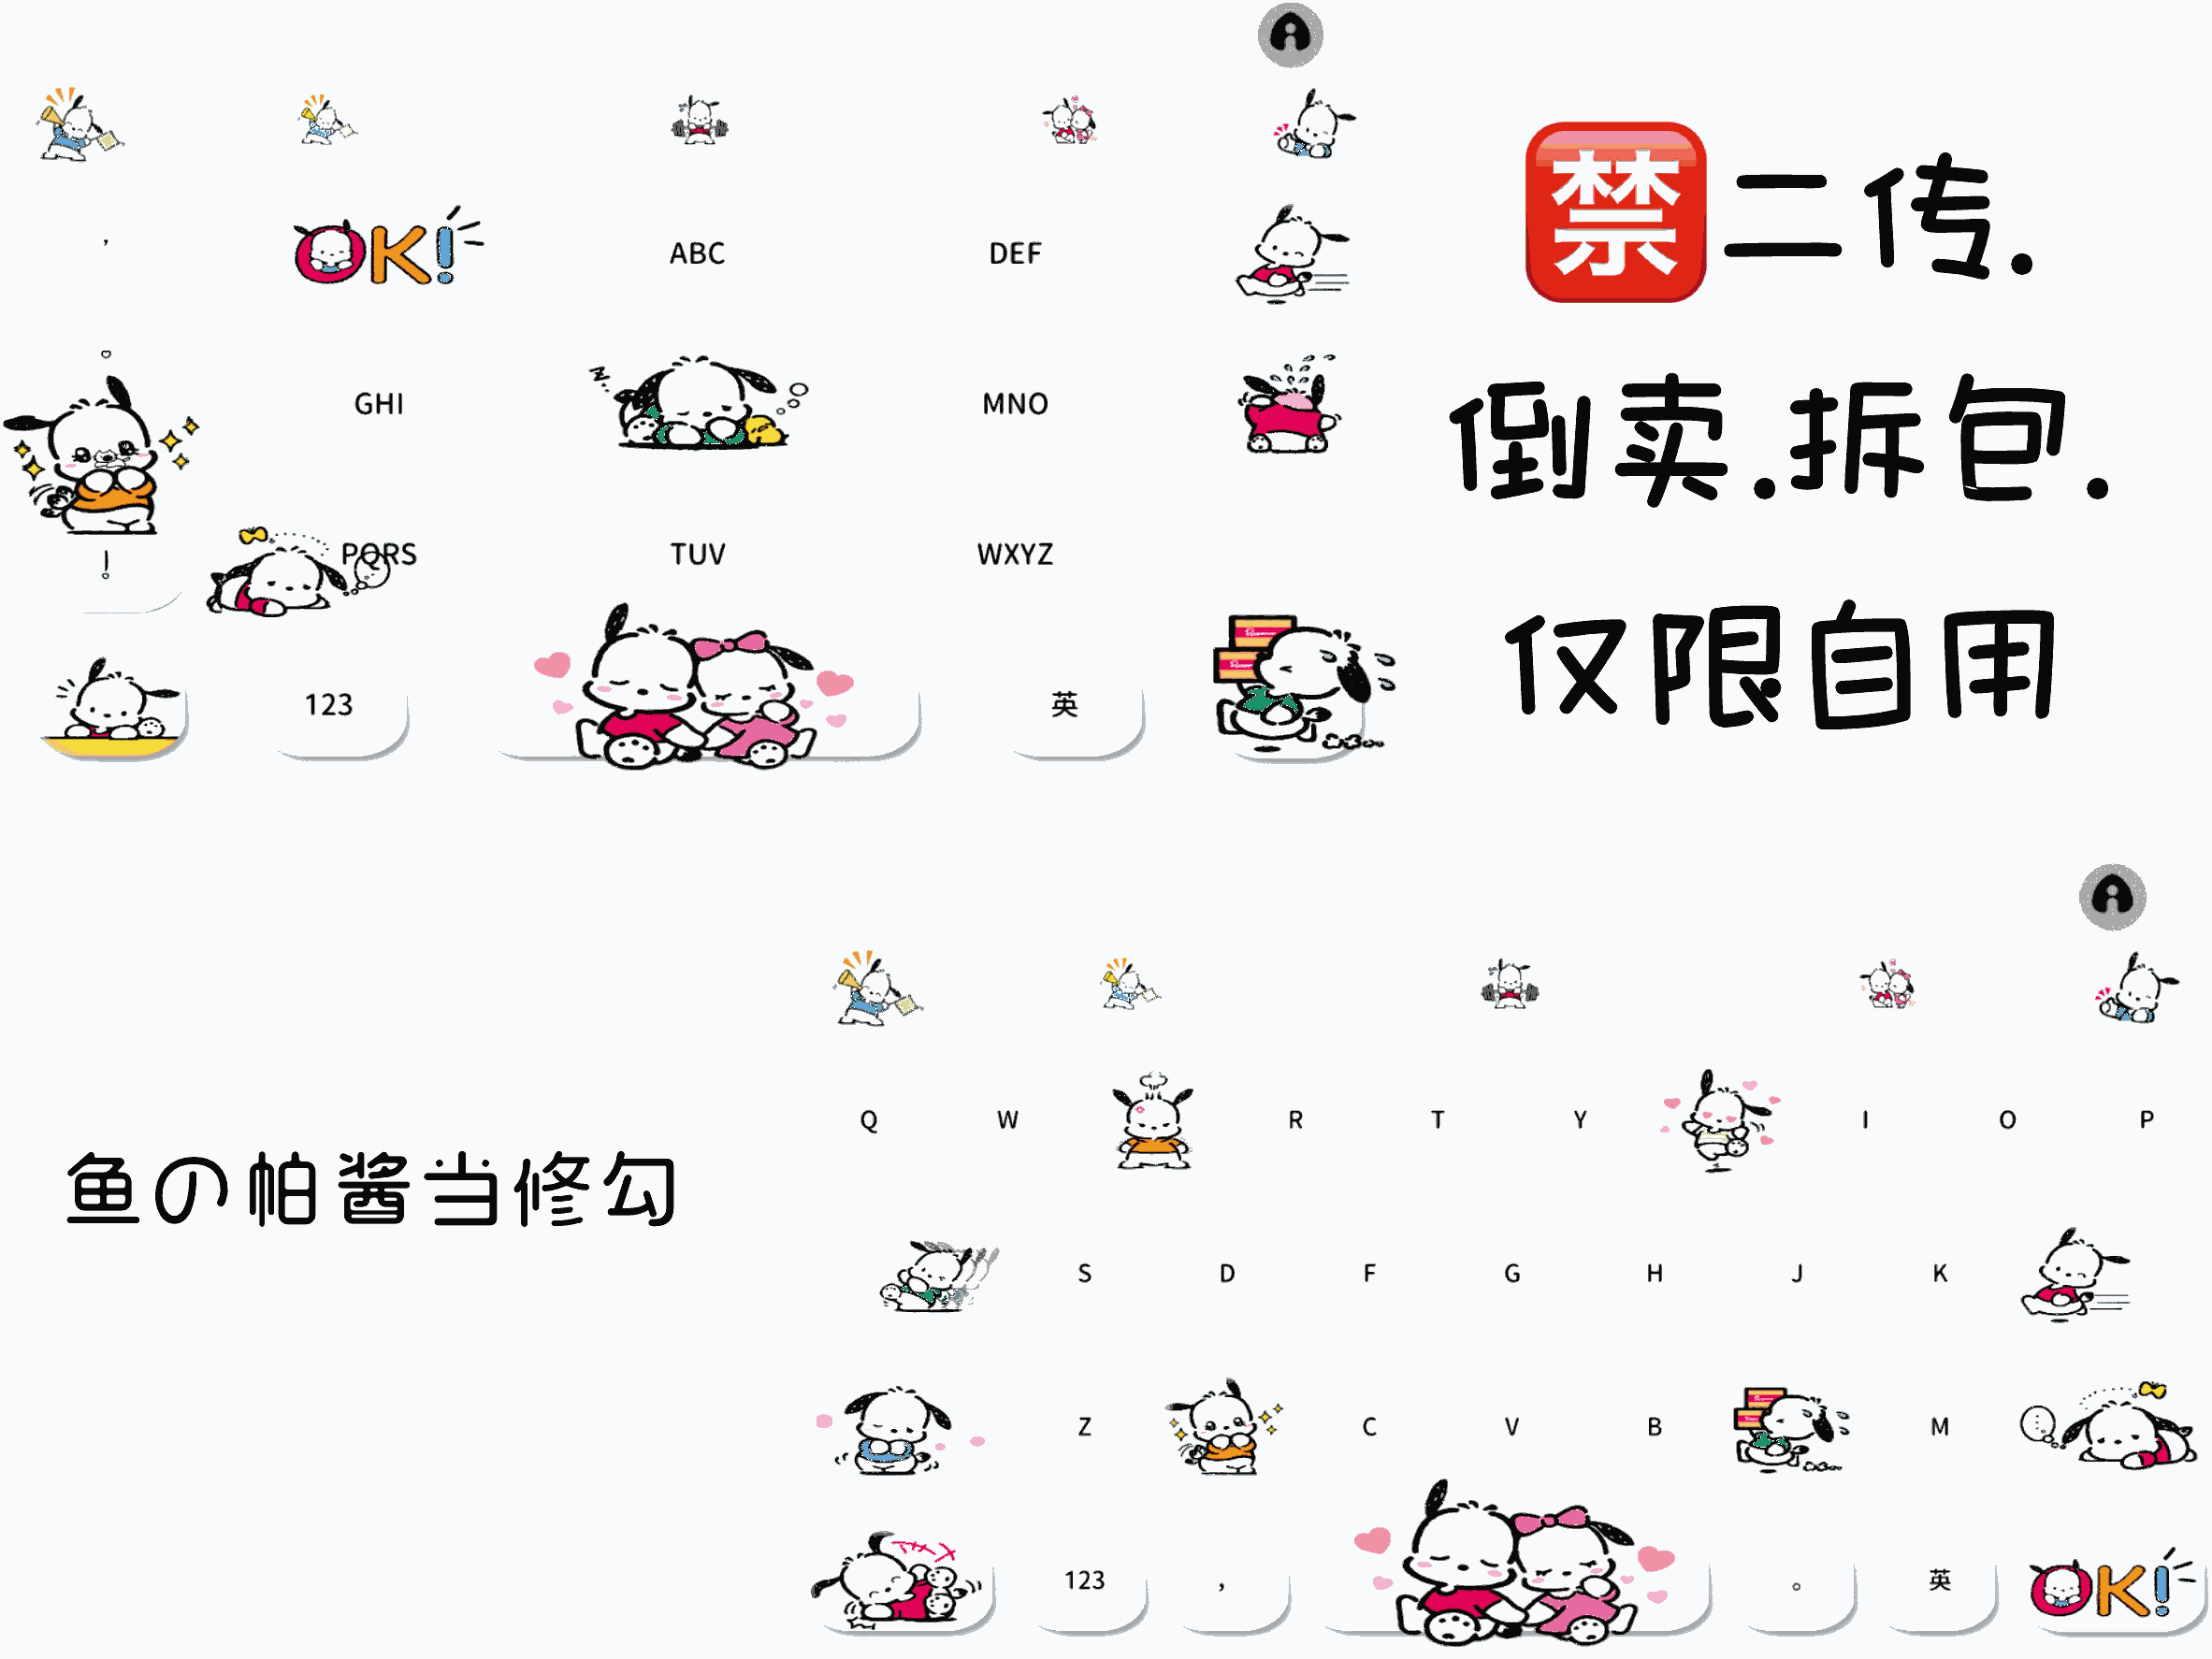 禁二传.
, OK! ABC DEF
倒卖.拆包.
GHI MNO
! PQRS TUV WXYZ
仅限自用
123 英
Q W R T Y I O P
鱼の帕酱当修勾
S D F G H J K
Z C V B M
123 , 。 英 OK!